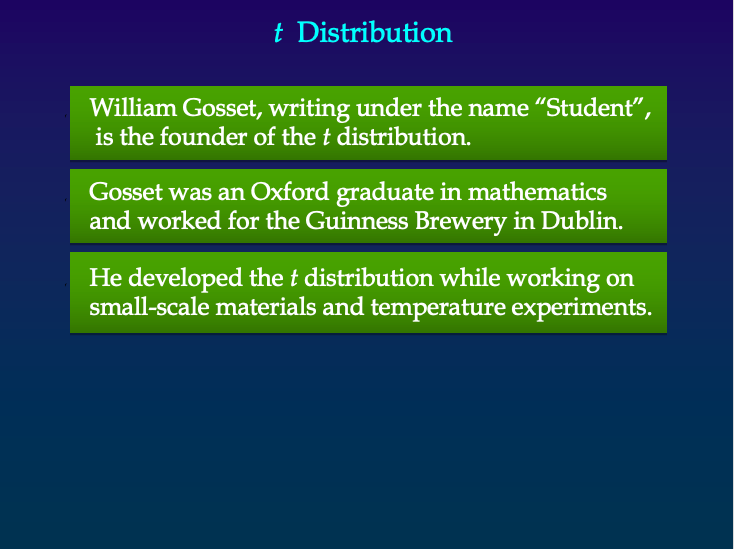 t Distribution
William Gosset, writing under the name “Student”,
is the founder of the t distribution.
Gosset was an Oxford graduate in mathematics
and worked for the Guinness Brewery in Dublin.
He developed the t distribution while working on
small-scale materials and temperature experiments.